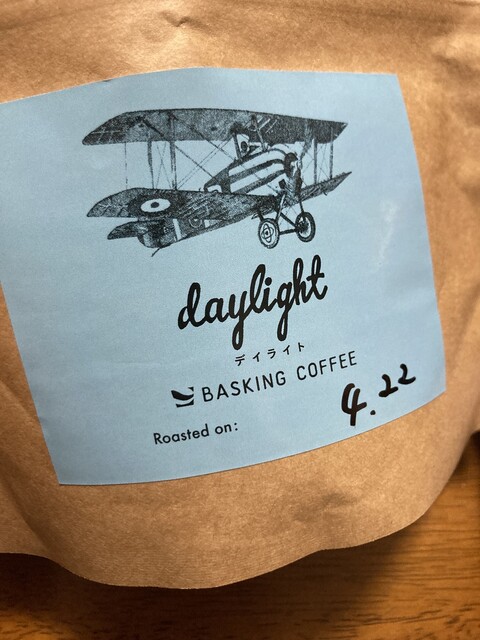 daylight
デイライト
BASKING COFFEE
Roasted on: 4.22